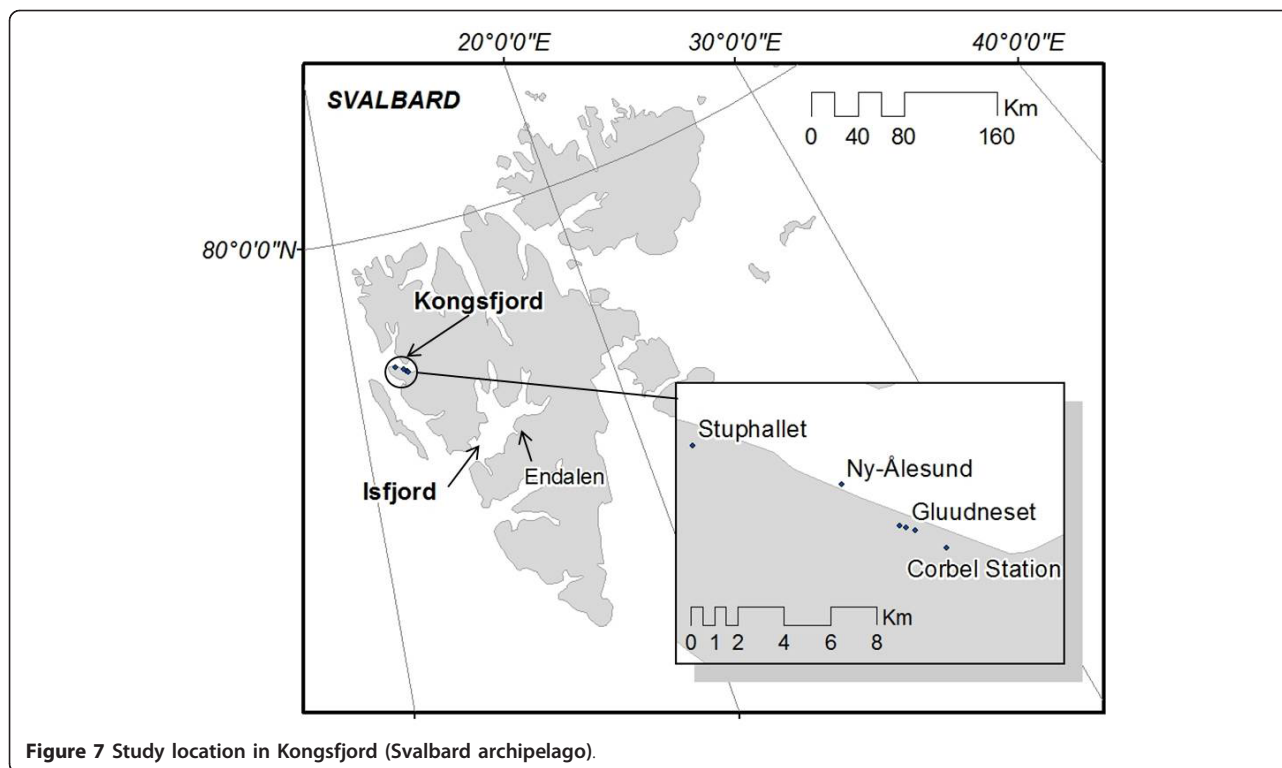 20°0'0"E 30°0'0"E 40°0'0"E
SVALBARD
Km
0 40 80 160
80°0'0"N
Kongsfjord
Stuphallet
Ny-Ålesund
Gluudneset
Isfjord
Endalen
Corbel Station
Km
0 1 2 4 6 8
Figure 7 Study location in Kongsfjord (Svalbard archipelago).